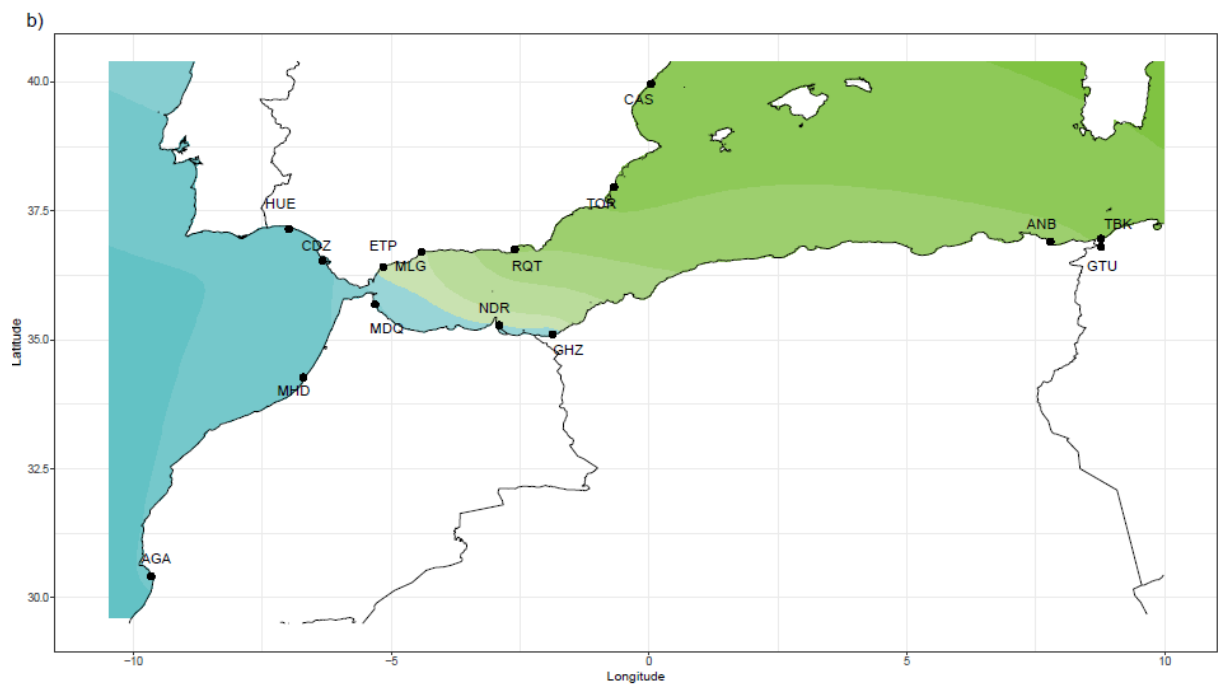 b)
40.0
37.5
35.0
32.5
30.0
Latitude
CAS
HUE
TOR
CDZ
ETP
MLG
RQT
ANB
TBK
GTU
NDR
MDQ
GHZ
MHD
AGA
−10
−5
0
5
10
Longitude